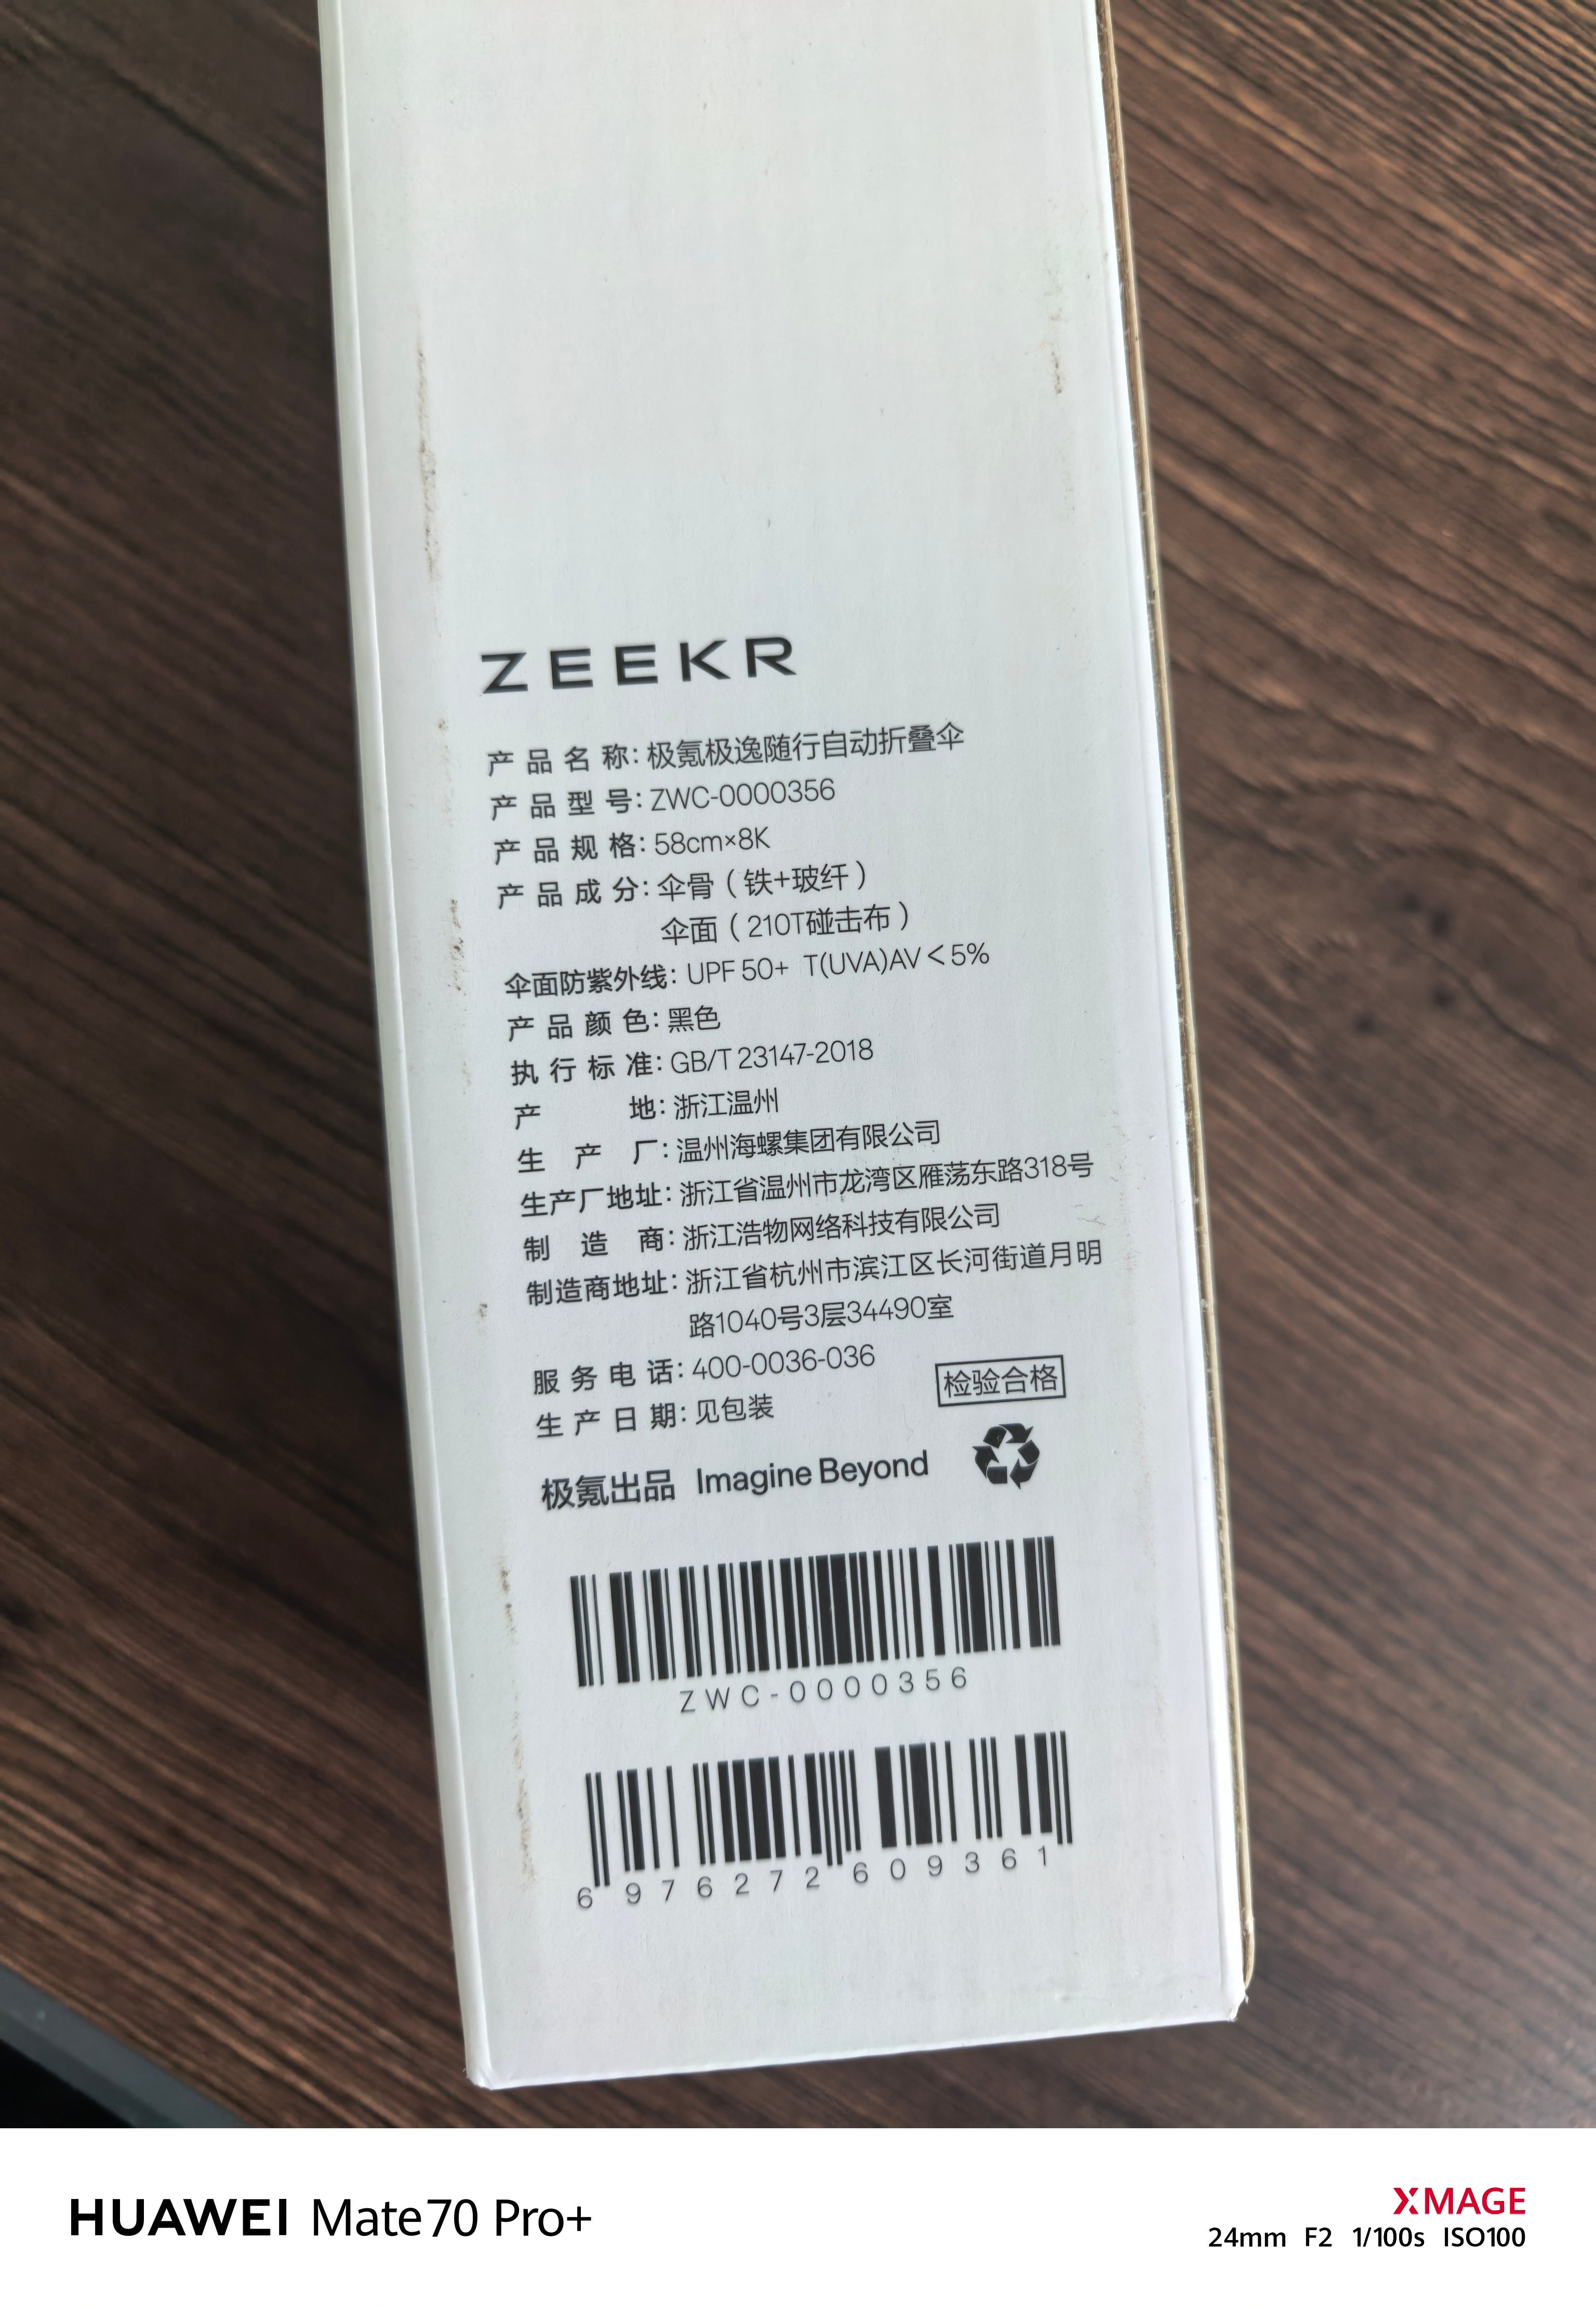 ZEEKR
产品名称：极氪极逸随行自动折叠伞
产品型号：ZWC-0000356
产品规格：58cm×8K
产品成分：伞骨（铁+玻纤）
伞面（210T碰击布）
伞面防紫外线：UPF 50+ T(UVA)AV＜5%
产品颜色：黑色
执行标准：GB/T 23147-2018
产地：浙江温州
生产厂：温州海螺集团有限公司
生产厂地址：浙江省温州市龙湾区雁荡东路318号
制造商：浙江浩物网络科技有限公司
制造商地址：浙江省杭州市滨江区长河街道月明
路1040号3层34490室
服务电话：400-0036-036
生产日期：见包装
检验合格
极氪出品 Imagine Beyond
ZWC-0000356
6976272609361
HUAWEI Mate70 Pro+
XMAGE
24mm F2 1/100s ISO100